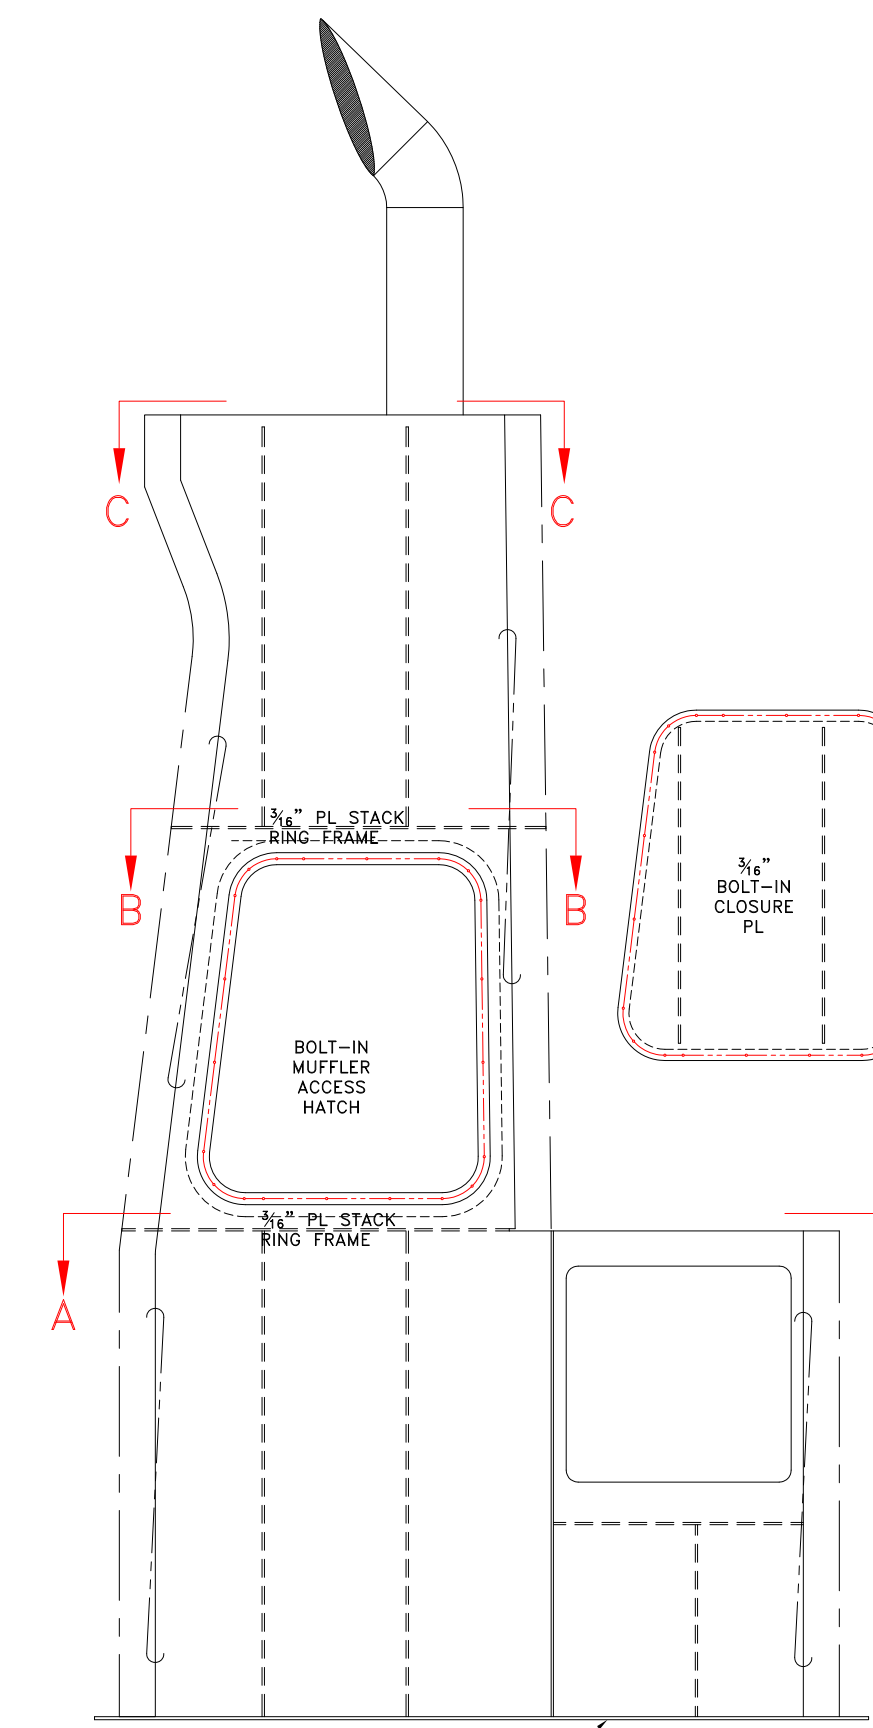 C
C
3/16" PL STACK
RING FRAME
B
B
3/16"
BOLT-IN
CLOSURE
PL
BOLT-IN
MUFFLER
ACCESS
HATCH
3/16" PL STACK
RING FRAME
A